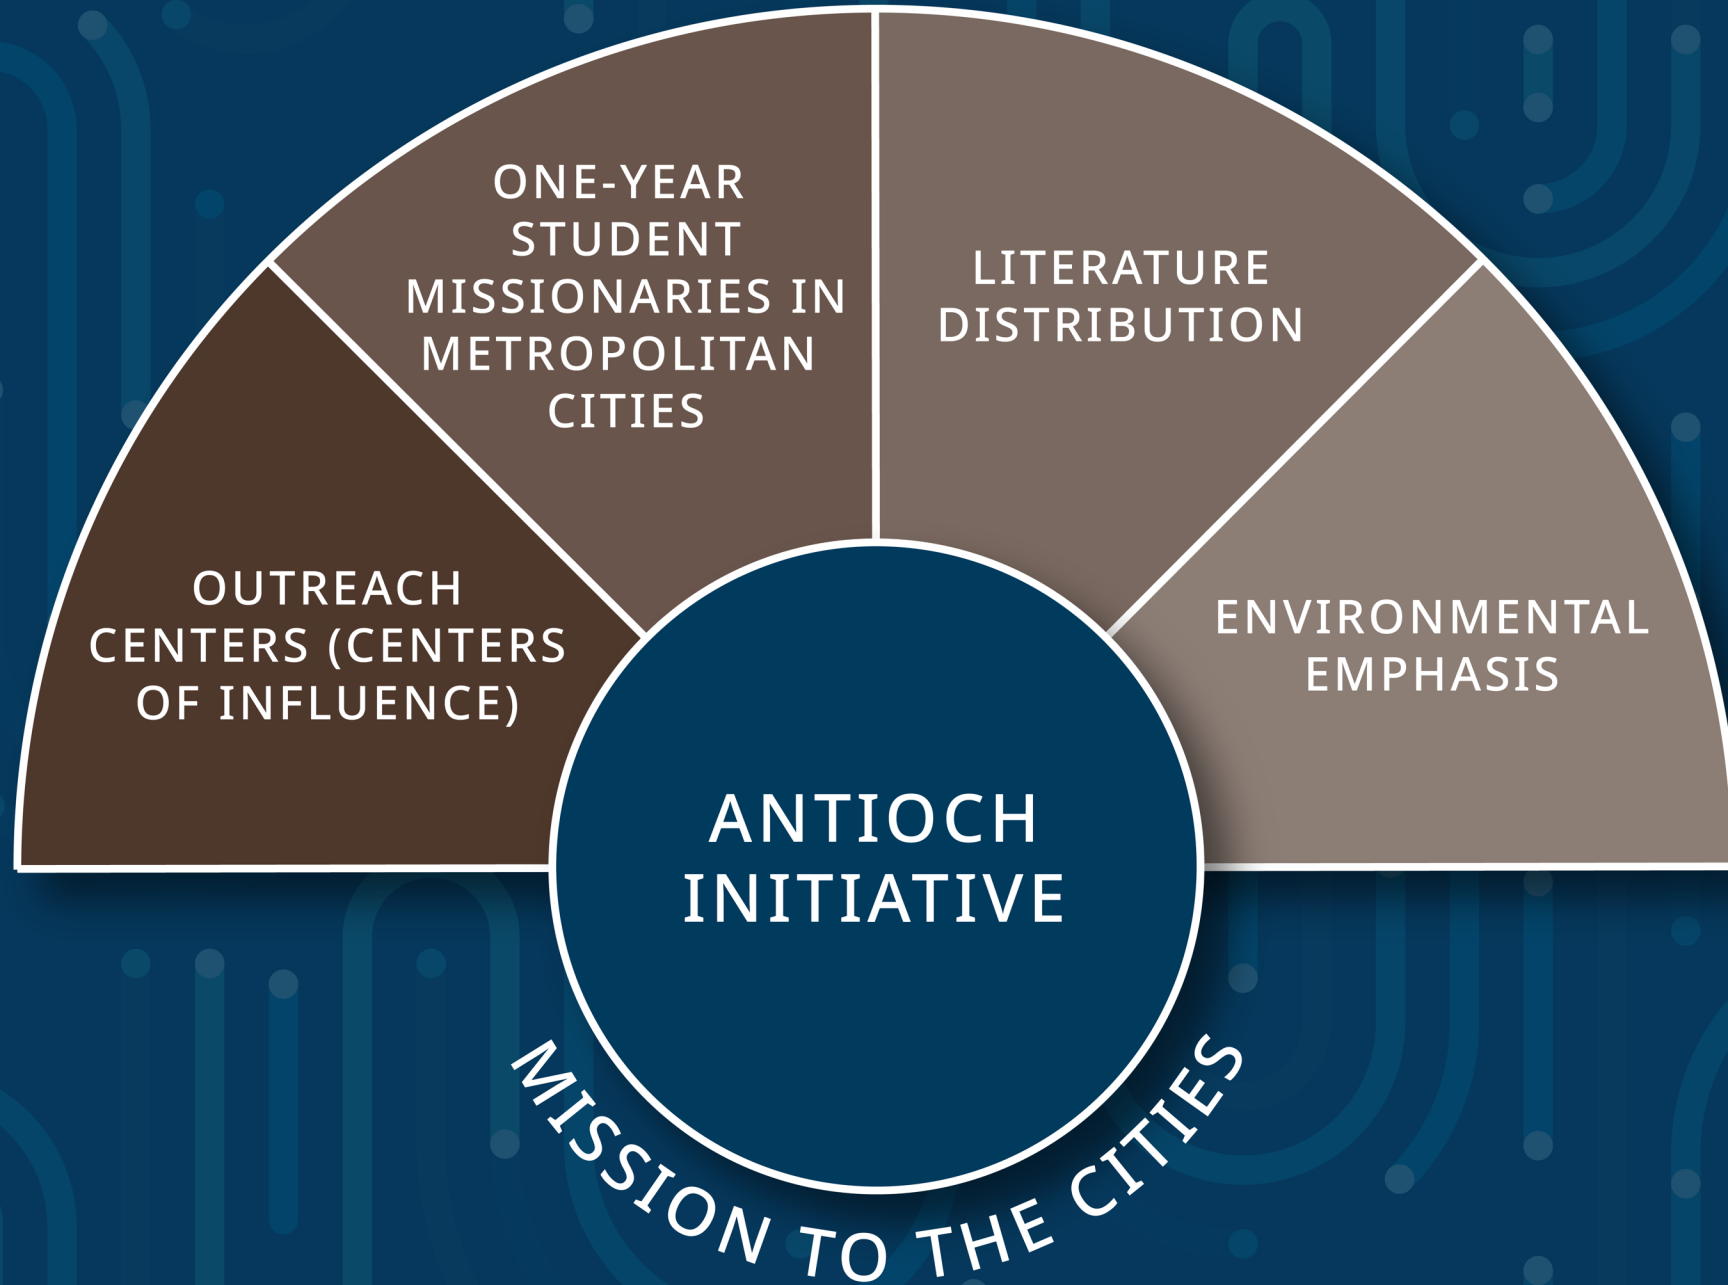 ONE-YEAR
STUDENT
MISSIONARIES IN
METROPOLITAN
CITIES
LITERATURE
DISTRIBUTION
OUTREACH
CENTERS (CENTERS
OF INFLUENCE)
ENVIRONMENTAL
EMPHASIS
ANTIOCH
INITIATIVE
MISSION TO THE CITIES